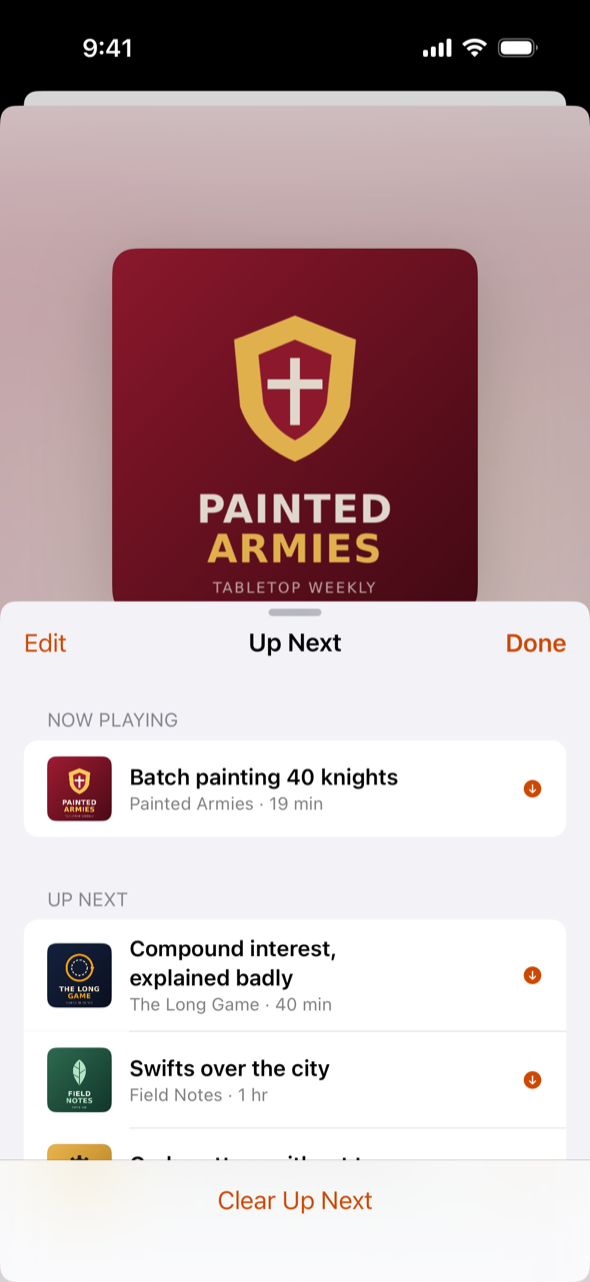 9:41
PAINTED
ARMIES
TABLETOP WEEKLY
Edit
Up Next
Done
NOW PLAYING
PAINTED
ARMIES
Batch painting 40 knights
Painted Armies · 19 min
UP NEXT
THE LONG
GAME
Compound interest,
explained badly
The Long Game · 40 min
FIELD
NOTES
Swifts over the city
Field Notes · 1 hr
Clear Up Next